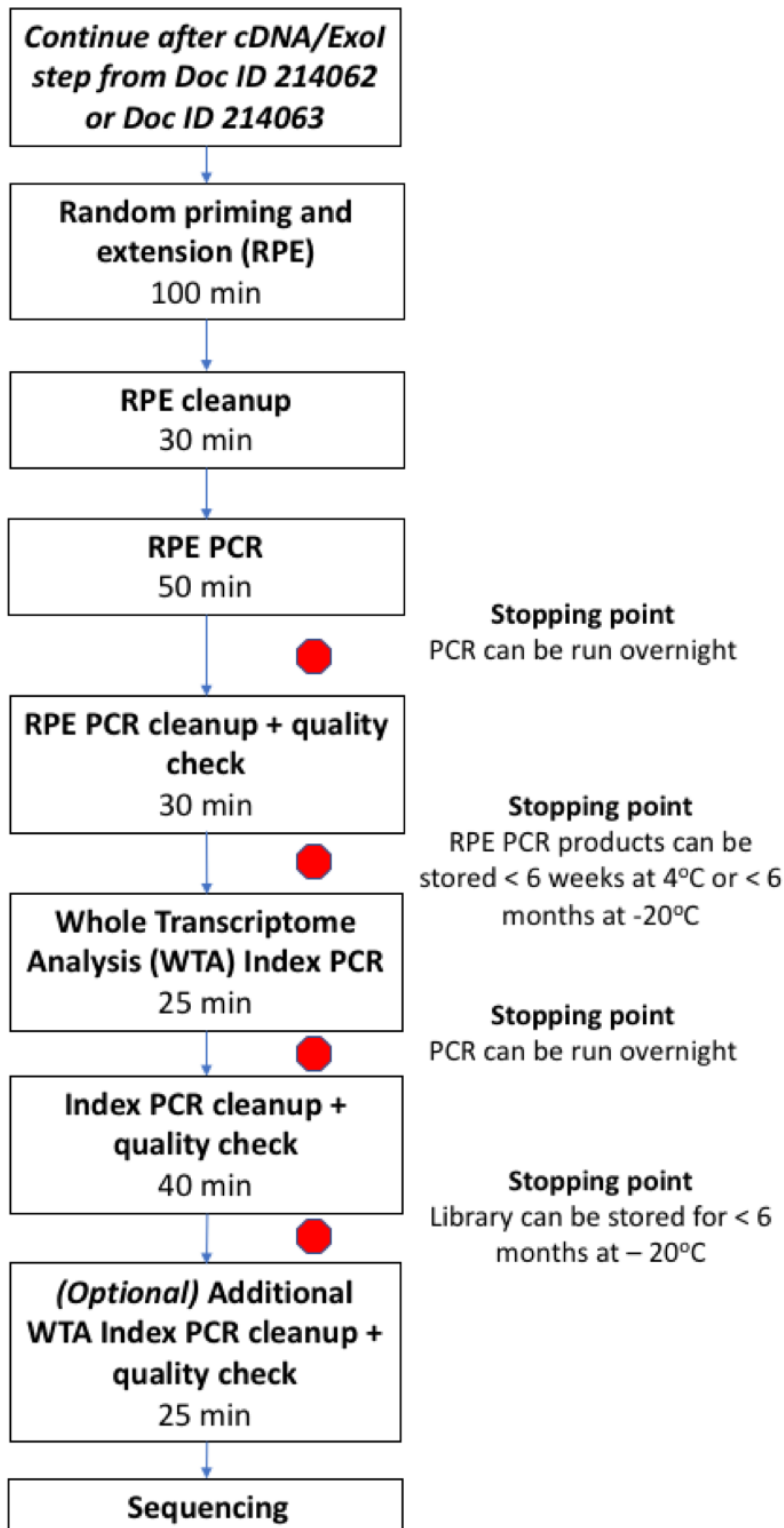 Continue after cDNA/ExoI
step from Doc ID 214062
or Doc ID 214063
Random priming and
extension (RPE)
100 min
RPE cleanup
30 min
RPE PCR
50 min
Stopping point
PCR can be run overnight
RPE PCR cleanup + quality
check
30 min
Stopping point
RPE PCR products can be
stored < 6 weeks at 4°C or < 6
months at -20°C
Whole Transcriptome
Analysis (WTA) Index PCR
25 min
Stopping point
PCR can be run overnight
Index PCR cleanup +
quality check
40 min
Stopping point
Library can be stored for < 6
months at – 20°C
(Optional) Additional
WTA Index PCR cleanup +
quality check
25 min
Sequencing